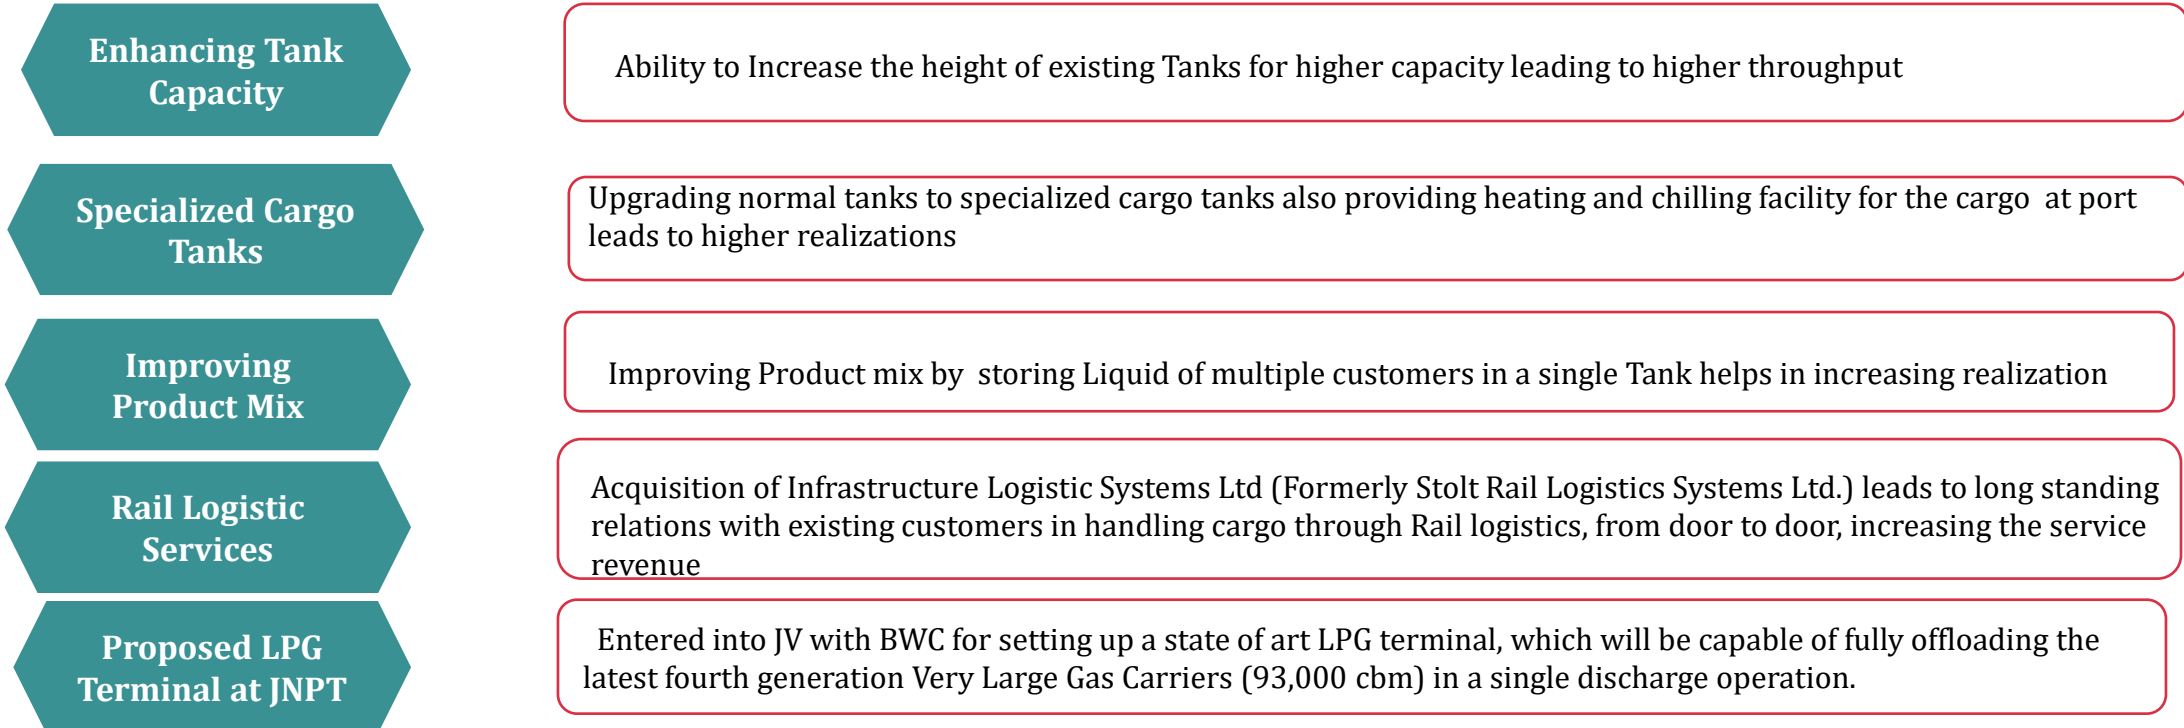 Enhancing Tank
Capacity
Ability to Increase the height of existing Tanks for higher capacity leading to higher throughput
Specialized Cargo
Tanks
Upgrading normal tanks to specialized cargo tanks also providing heating and chilling facility for the cargo at port
leads to higher realizations
Improving
Product Mix
Improving Product mix by storing Liquid of multiple customers in a single Tank helps in increasing realization
Rail Logistic
Services
Acquisition of Infrastructure Logistic Systems Ltd (Formerly Stolt Rail Logistics Systems Ltd.) leads to long standing
relations with existing customers in handling cargo through Rail logistics, from door to door, increasing the service
revenue
Proposed LPG
Terminal at JNPT
Entered into JV with BWC for setting up a state of art LPG terminal, which will be capable of fully offloading the
latest fourth generation Very Large Gas Carriers (93,000 cbm) in a single discharge operation.